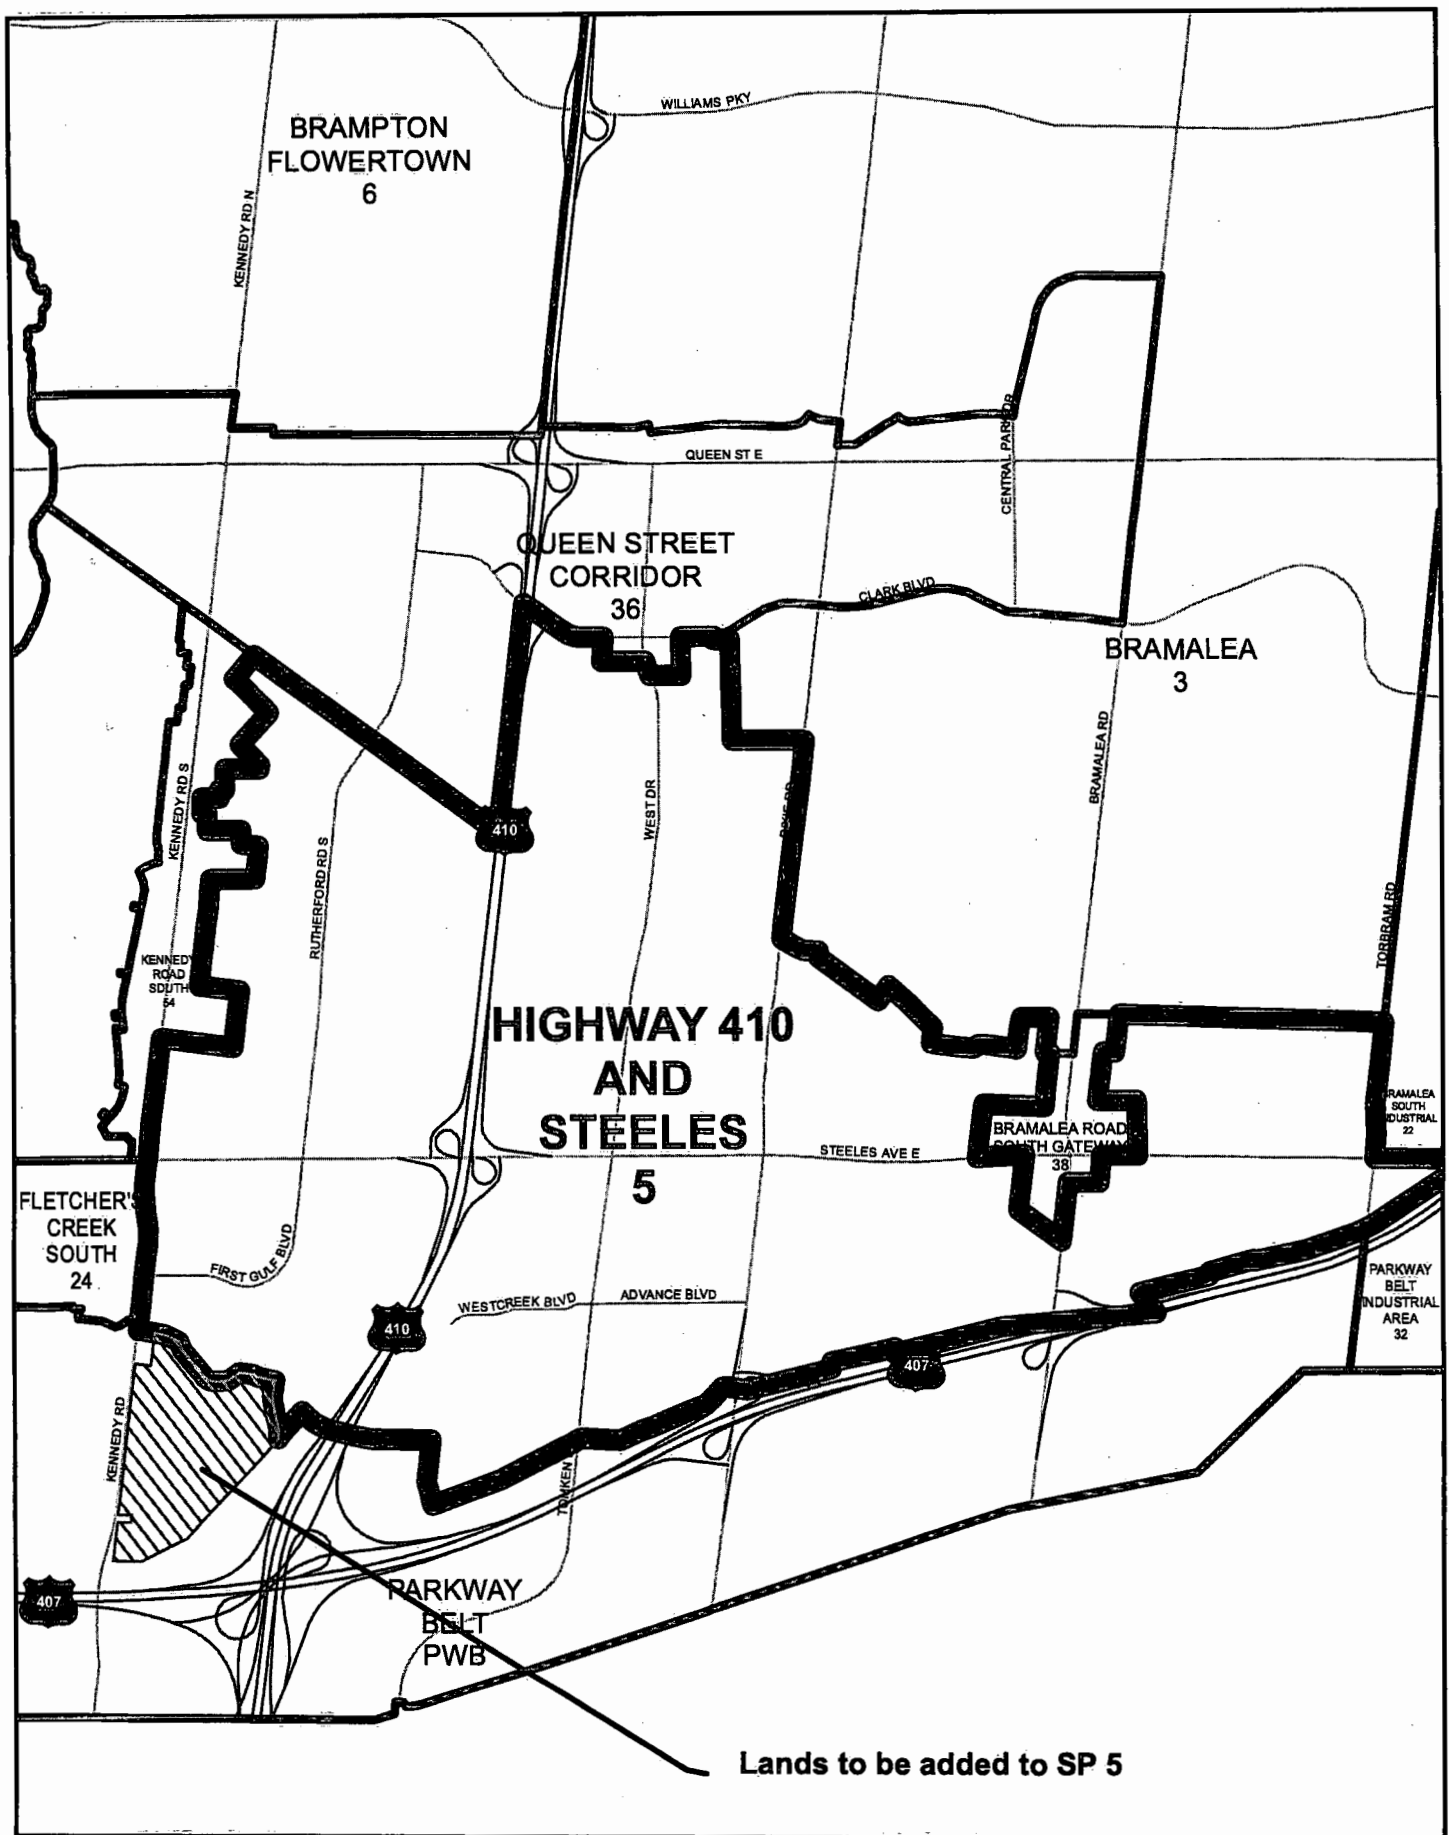 WILLIAMS PKY
BRAMPTON
FLOWERTOWN
6
KENNEDY RD N
CENTRAL PARK DR
QUEEN ST E
QUEEN STREET
CORRIDOR
36
CLARK BLVD
BRAMALEA
3
KENNEDY RD S
RUTHERFORD RD S
410
WEST DR
BRAMALEA RD
TORBRAM RD
KENNEDY
ROAD
SOUTH
54
HIGHWAY 410
AND
STEELES
5
STEELES AVE E
BRAMALEA ROAD
SOUTH GATEWAY
38
RAMALEA
SOUTH
DUSTRIAL
22
FLETCHER'S
CREEK
SOUTH
24
FIRST GULF BLVD
WESTCREEK BLVD
ADVANCE BLVD
410
407
PARKWAY
BELT
INDUSTRIAL
AREA
32
KENNEDY RD
TOMKEN
407
PARKWAY
BELT
PWB
Lands to be added to SP 5